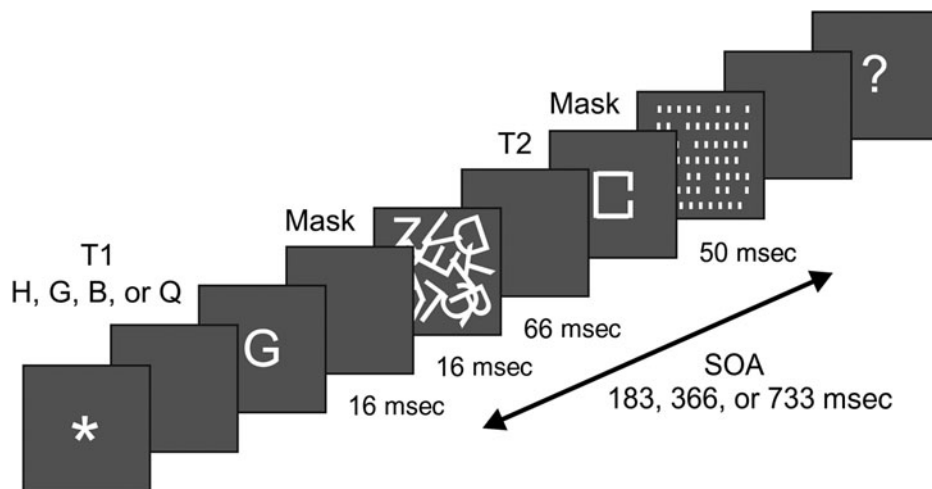 ?
Mask
T2
Mask
T1
H, G, B, or Q
G
*
50 msec
66 msec
16 msec
16 msec
SOA
183, 366, or 733 msec